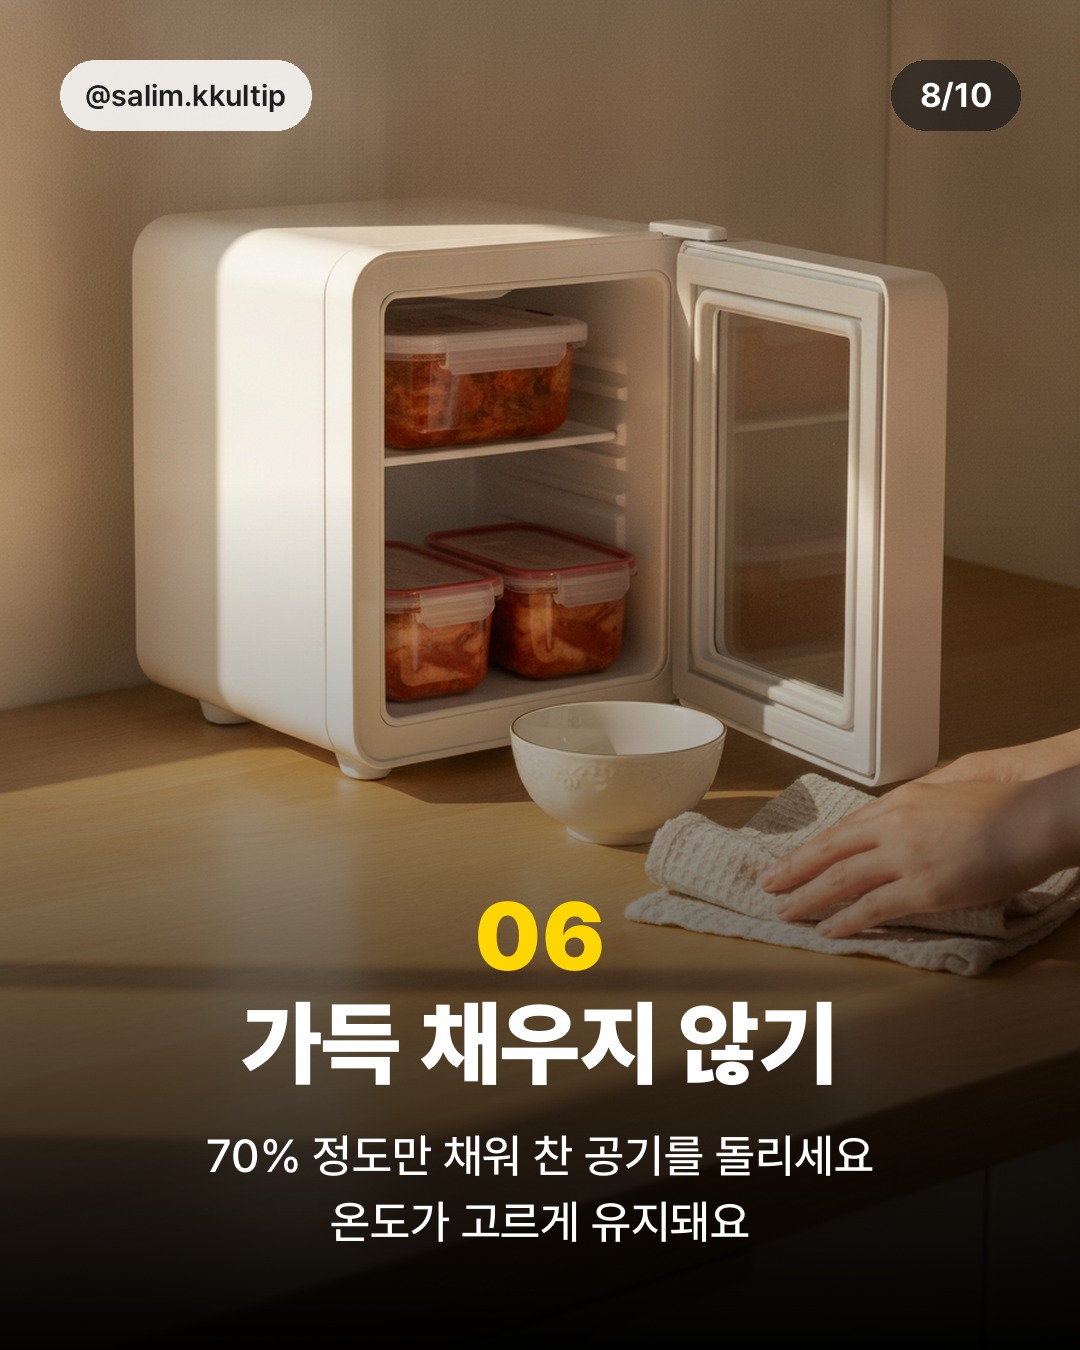 @salim.kkultip
8/10
06
가득 채우지 않기
70% 정도만 채워 찬 공기를 돌리세요
온도가 고르게 유지돼요